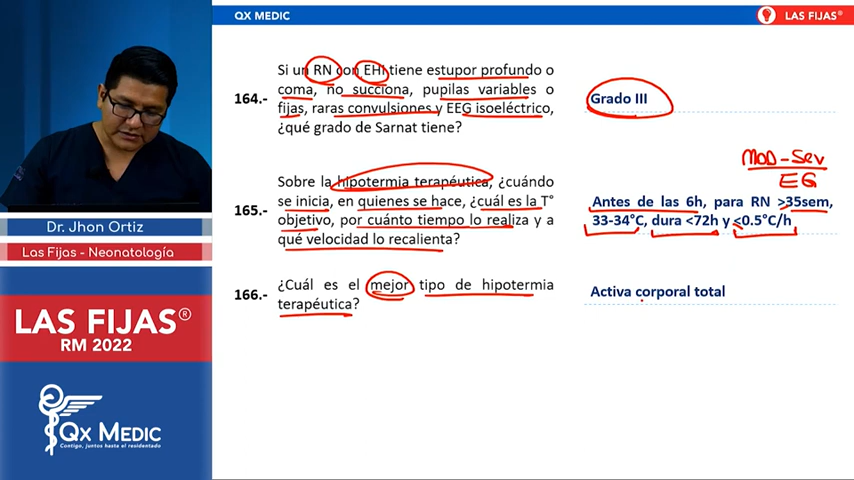 QX MEDIC
LAS FIJAS®
164.-
Si un RN con EHI tiene estupor profundo o
coma, no succiona, pupilas variables o
fijas, raras convulsiones y EEG isoeléctrico,
¿qué grado de Sarnat tiene?
Grado III
165.-
Sobre la hipotermia terapéutica, ¿cuándo
se inicia, en quienes se hace, ¿cuál es la T°
objetivo, por cuánto tiempo lo realiza y a
qué velocidad lo recalienta?
MOD - Sev
EG
Antes de las 6h, para RN >35sem,
33-34°C, dura <72h y <0.5°C/h
166.-
¿Cuál es el mejor tipo de hipotermia
terapéutica?
Activa corporal total
Dr. Jhon Ortiz
Las Fijas - Neonatología
LAS FIJAS®
RM 2022
QX MEDIC
Contigo, juntos hasta el residentado